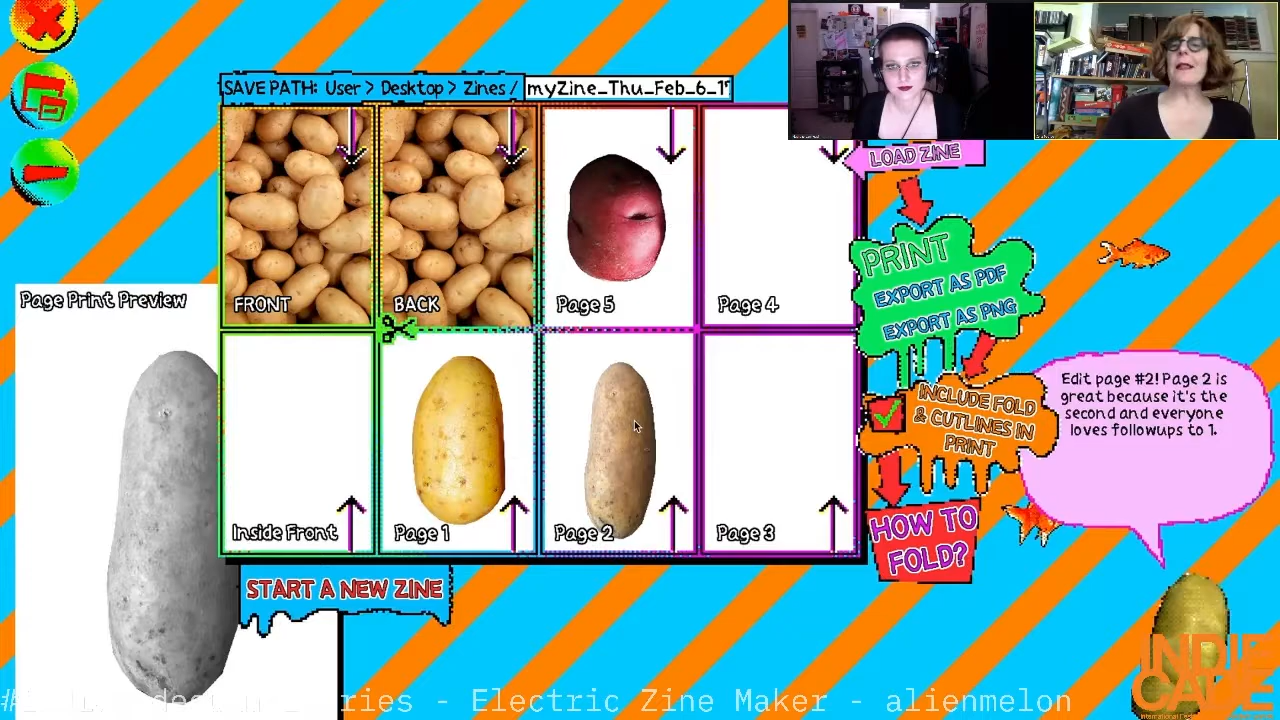 SAVE PATH: User > Desktop > Zines /
myZine_Thu_Feb_6_1
LOAD ZINE
PRINT
EXPORT AS PDF
EXPORT AS PNG
Page Print Preview
FRONT
BACK
Page 5
Page 4
INCLUDE FOLD
& CUTLINES IN
PRINT
Edit page #2! Page 2 is
great because it's the
second and everyone
loves followups to 1.
Inside Front
Page 1
Page 2
Page 3
HOW TO
FOLD?
START A NEW ZINE
INDIE
CADE
- Electric Zine Maker - alienmelon